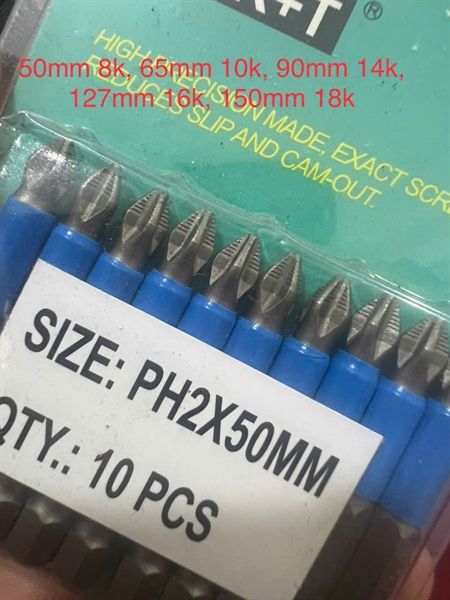 +T ®
HIGH PRECISION MADE, EXACT SCRE
REDUCES SLIP AND CAM-OUT.
50mm 8k, 65mm 10k, 90mm 14k,
127mm 16k, 150mm 18k
SIZE: PH2X50MM
QTY.: 10 PCS